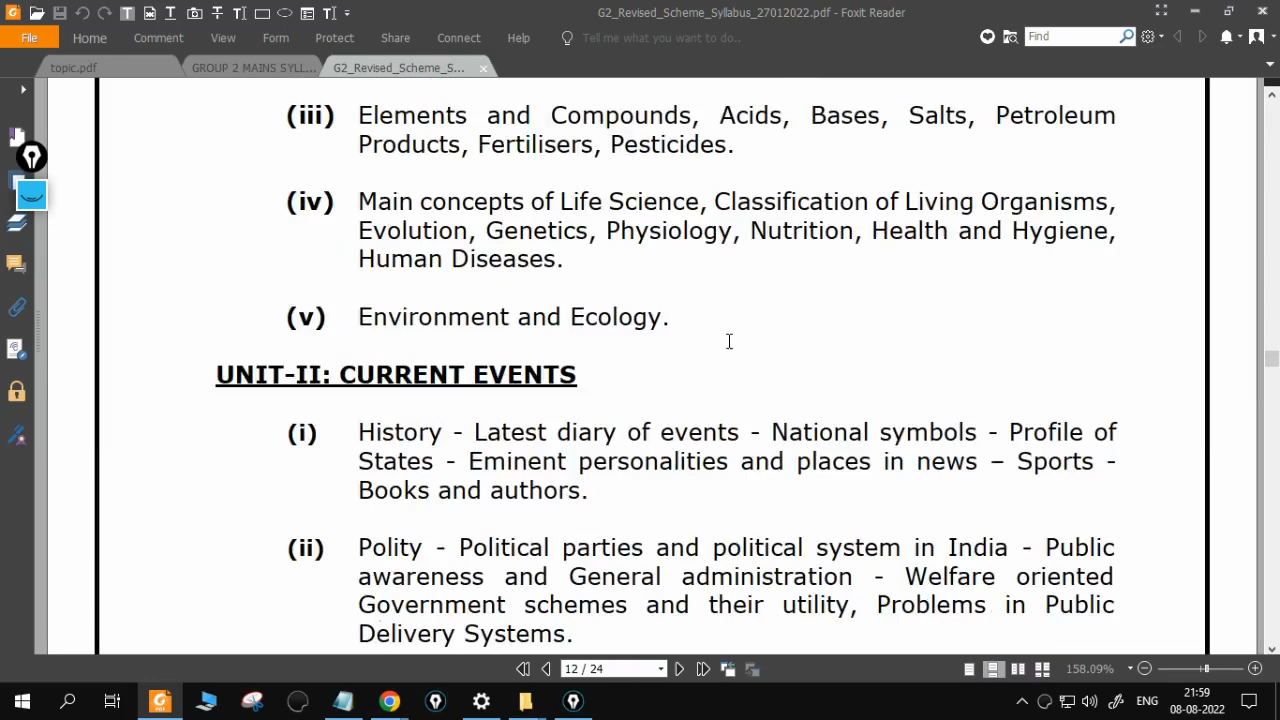 G2_Revised_Scheme_Syllabus_27012022.pdf - Foxit Reader
File Home Comment View Form Protect Share Connect Help Tell me what you want to do.. Find
topic.pdf GROUP 2 MAINS SYLL... G2_Revised_Scheme_S...
(iii) Elements and Compounds, Acids, Bases, Salts, Petroleum
Products, Fertilisers, Pesticides.
(iv) Main concepts of Life Science, Classification of Living Organisms,
Evolution, Genetics, Physiology, Nutrition, Health and Hygiene,
Human Diseases.
(v) Environment and Ecology.
UNIT-II: CURRENT EVENTS
(i) History - Latest diary of events - National symbols - Profile of
States - Eminent personalities and places in news – Sports -
Books and authors.
(ii) Polity - Political parties and political system in India - Public
awareness and General administration - Welfare oriented
Government schemes and their utility, Problems in Public
Delivery Systems.
12 / 24 158.09%
ENG 21:59
08-08-2022